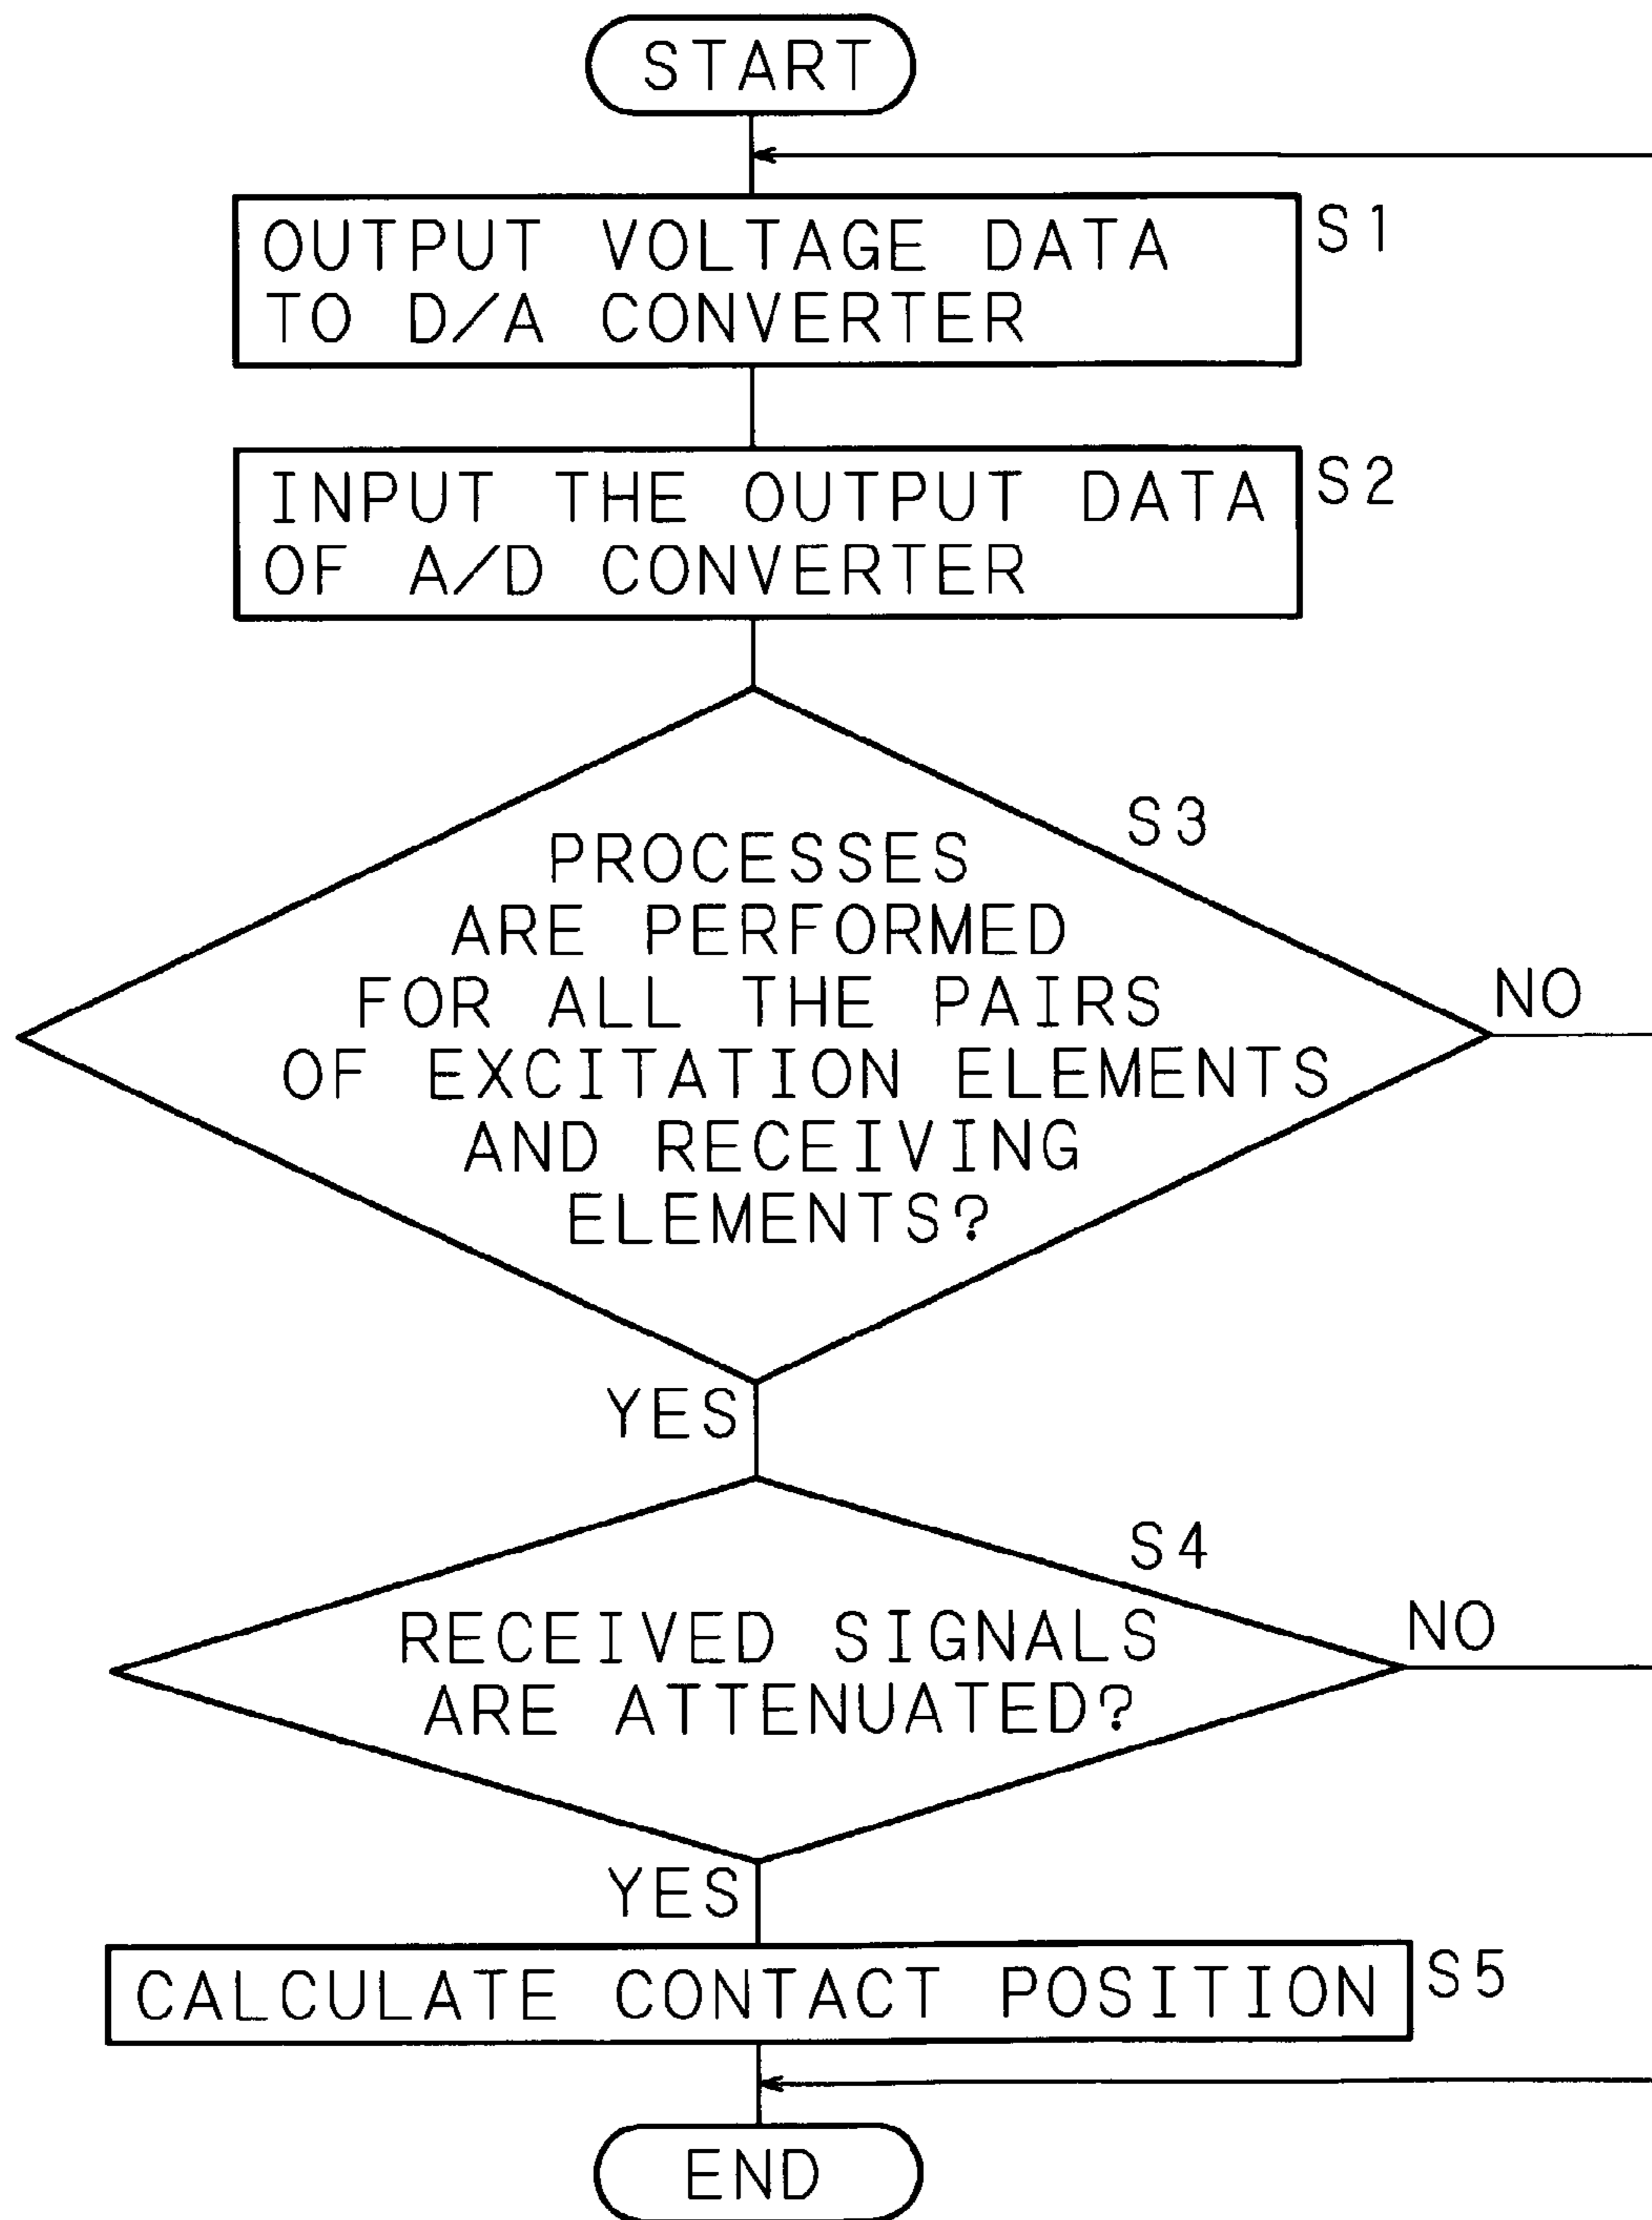 START
OUTPUT VOLTAGE DATA
TO D/A CONVERTER
S1
INPUT THE OUTPUT DATA
OF A/D CONVERTER
S2
S3
PROCESSES
ARE PERFORMED
FOR ALL THE PAIRS
OF EXCITATION ELEMENTS
AND RECEIVING
ELEMENTS?
NO
YES
S4
RECEIVED SIGNALS
ARE ATTENUATED?
NO
YES
CALCULATE CONTACT POSITION
S5
END